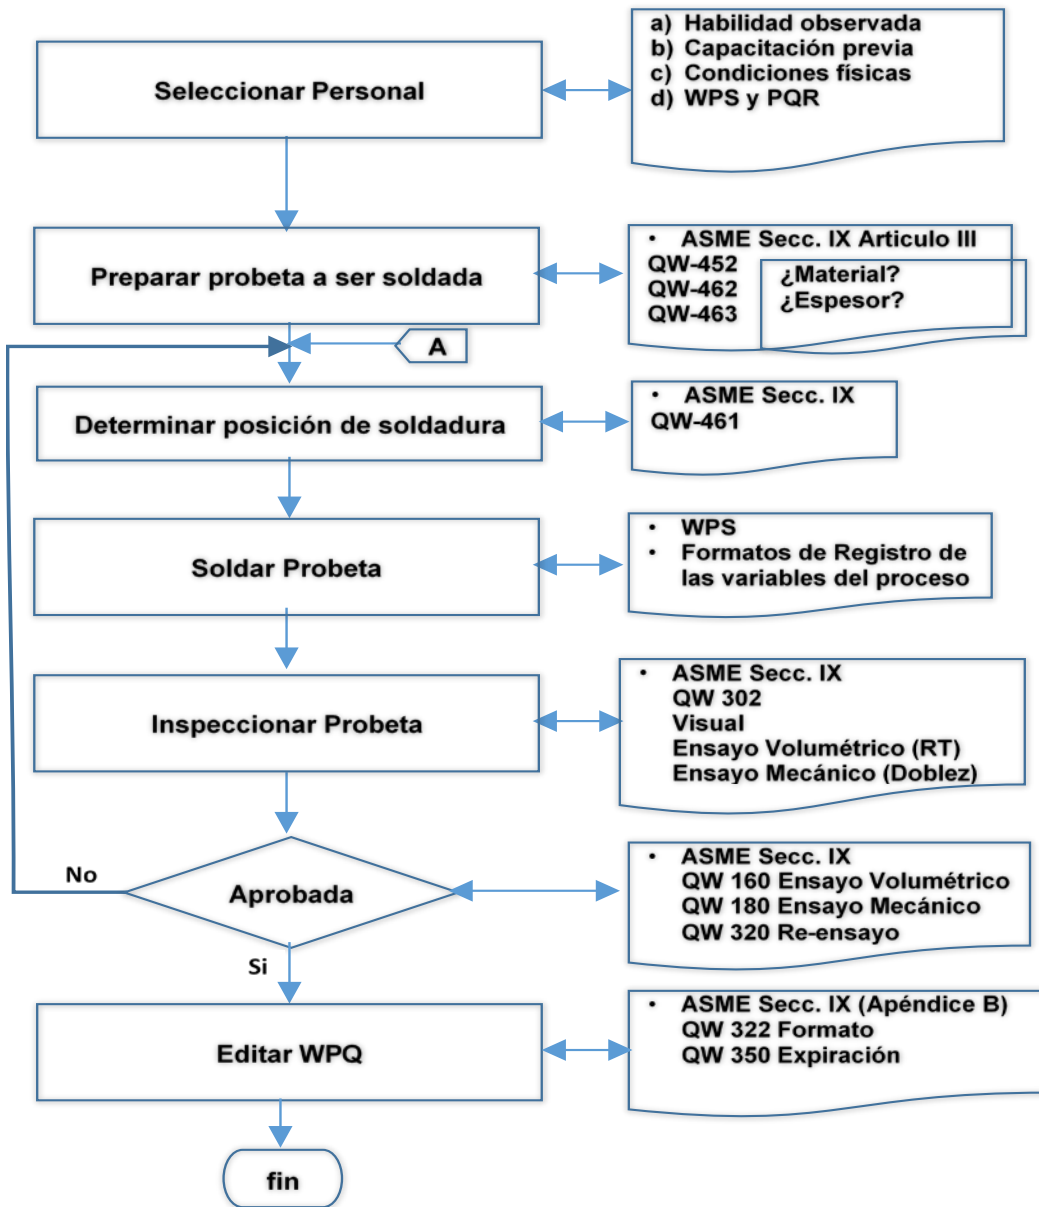 Seleccionar Personal
a) Habilidad observada
b) Capacitación previa
c) Condiciones físicas
d) WPS y PQR
Preparar probeta a ser soldada
• ASME Secc. IX Articulo III
QW-452
QW-462
QW-463
¿Material?
¿Espesor?
A
Determinar posición de soldadura
• ASME Secc. IX
QW-461
Soldar Probeta
• WPS
• Formatos de Registro de
las variables del proceso
Inspeccionar Probeta
• ASME Secc. IX
QW 302
Visual
Ensayo Volumétrico (RT)
Ensayo Mecánico (Doblez)
No
Aprobada
• ASME Secc. IX
QW 160 Ensayo Volumétrico
QW 180 Ensayo Mecánico
QW 320 Re-ensayo
Si
Editar WPQ
• ASME Secc. IX (Apéndice B)
QW 322 Formato
QW 350 Expiración
fin